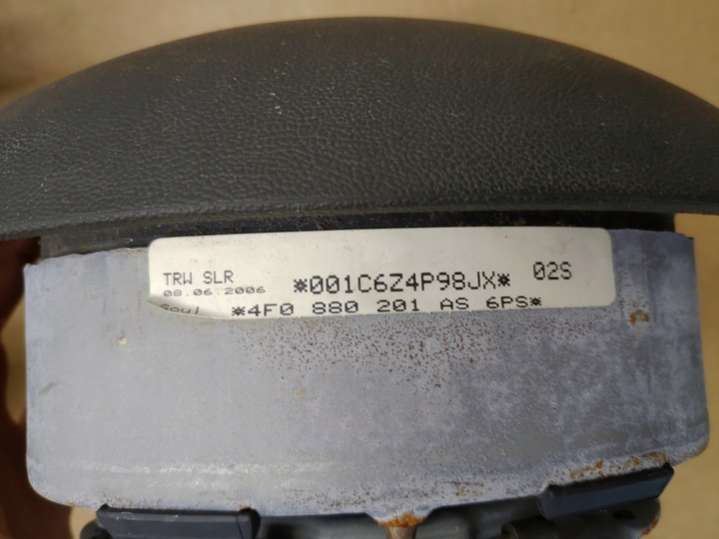 TRW SLR *001C6Z4P98JX* 02S
08.06.2006
*4F0 880 201 AS 6PS*